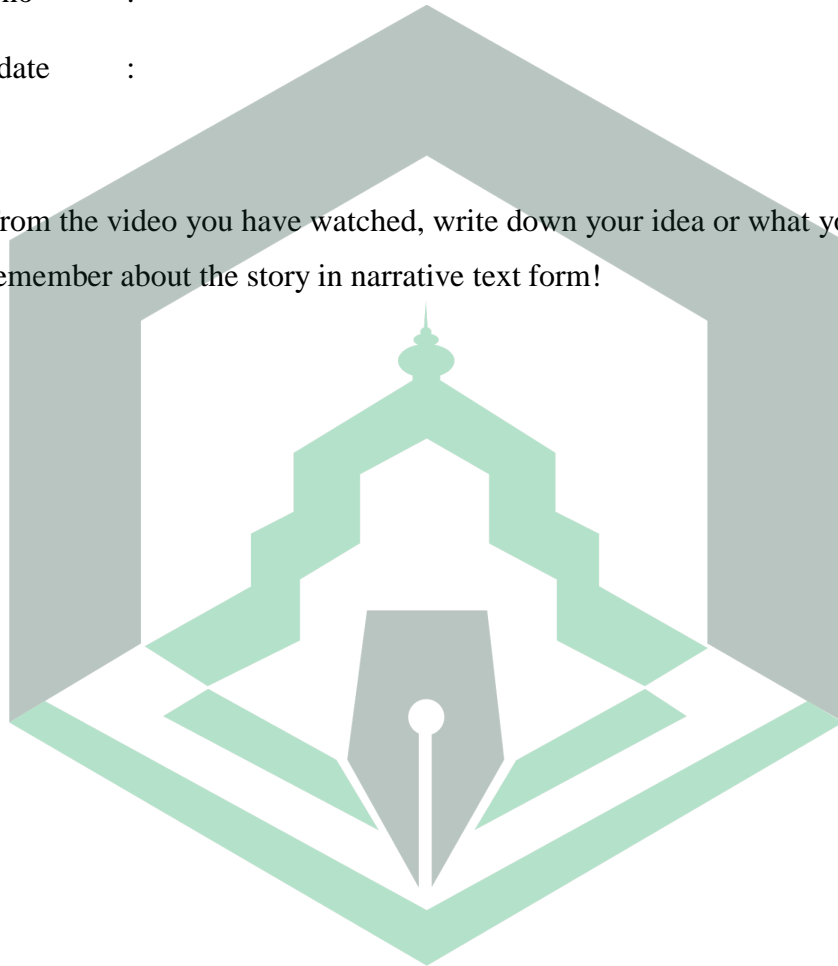 :
date :
rom the video you have watched, write down your idea or what
emember about the story in narrative text form!